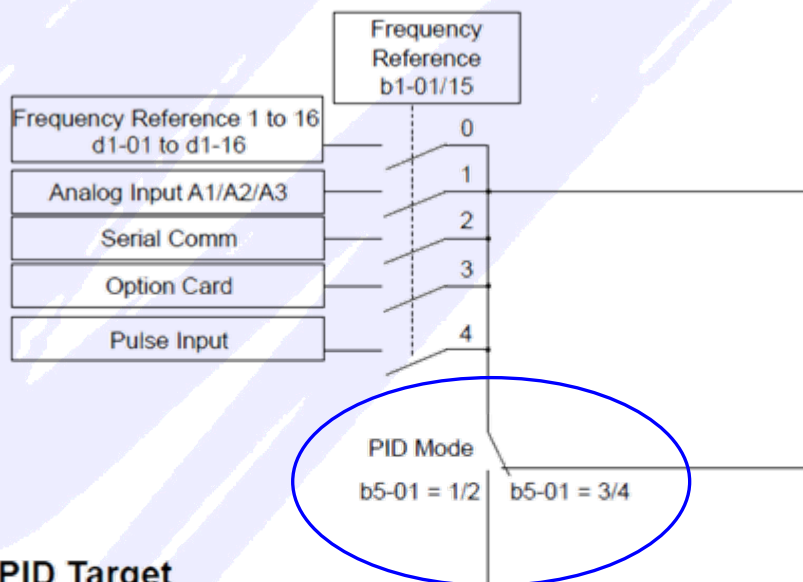 Frequency
Reference
b1-01/15
Frequency Reference 1 to 16
d1-01 to d1-16
0
Analog Input A1/A2/A3
1
Serial Comm
2
Option Card
3
Pulse Input
4
PID Mode
b5-01 = 1/2 b5-01 = 3/4
PID Target